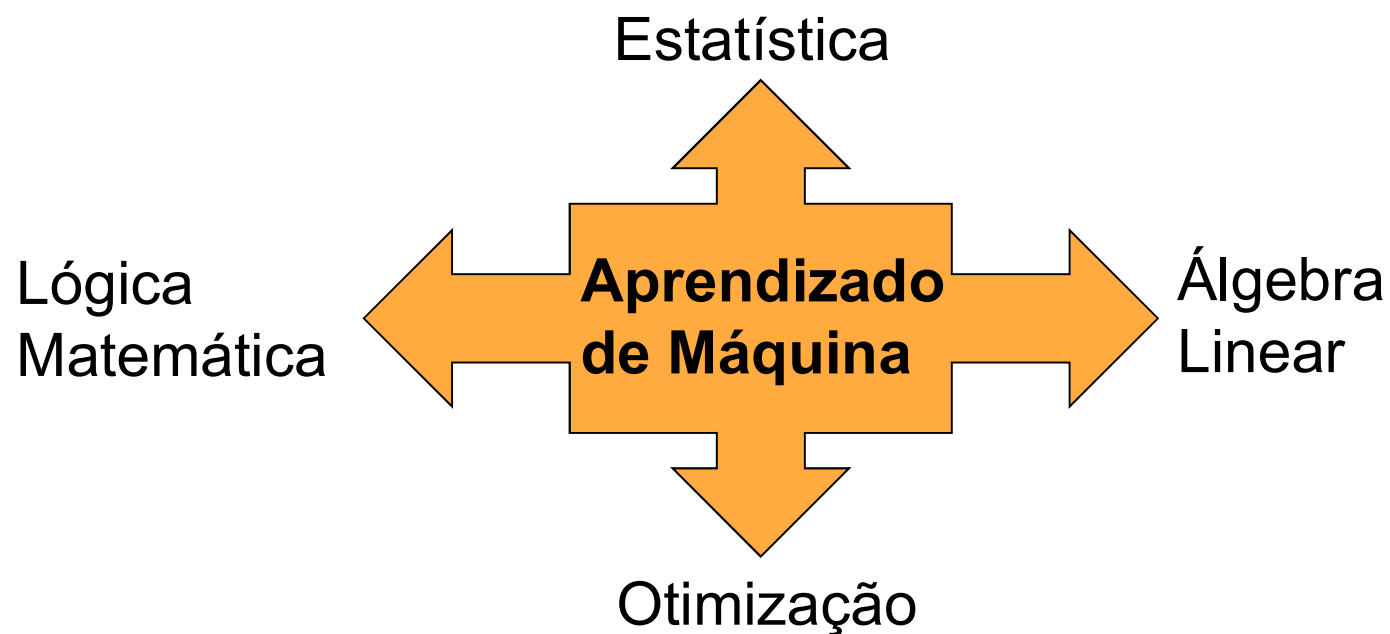 Estatística
Lógica
Matemática
Aprendizado
de Máquina
Álgebra
Linear
Otimização